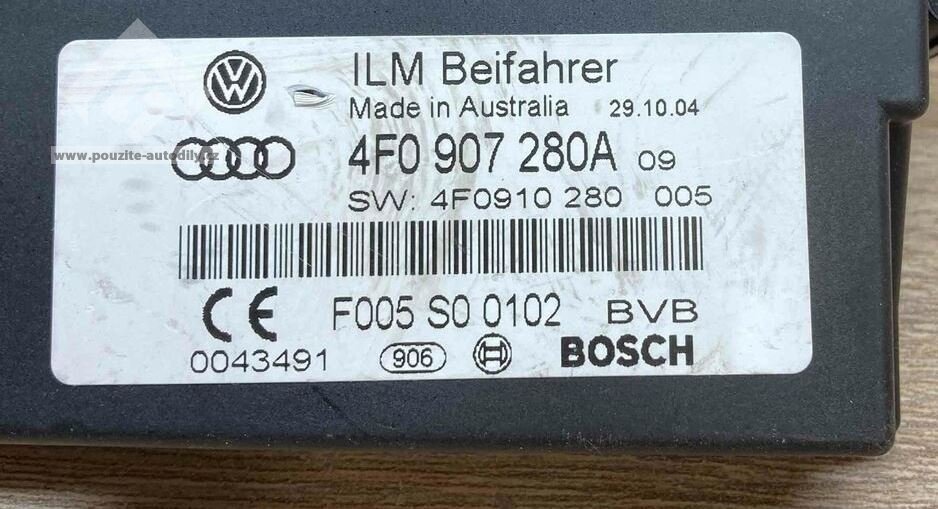 ILM Beifahrer
Made in Australia 29.10.04
www.pouzite-autodily.cz
4F0 907 280A 09
SW: 4F0910 280 005
CE F005 S0 0102 BVB
0043491 906 BOSCH